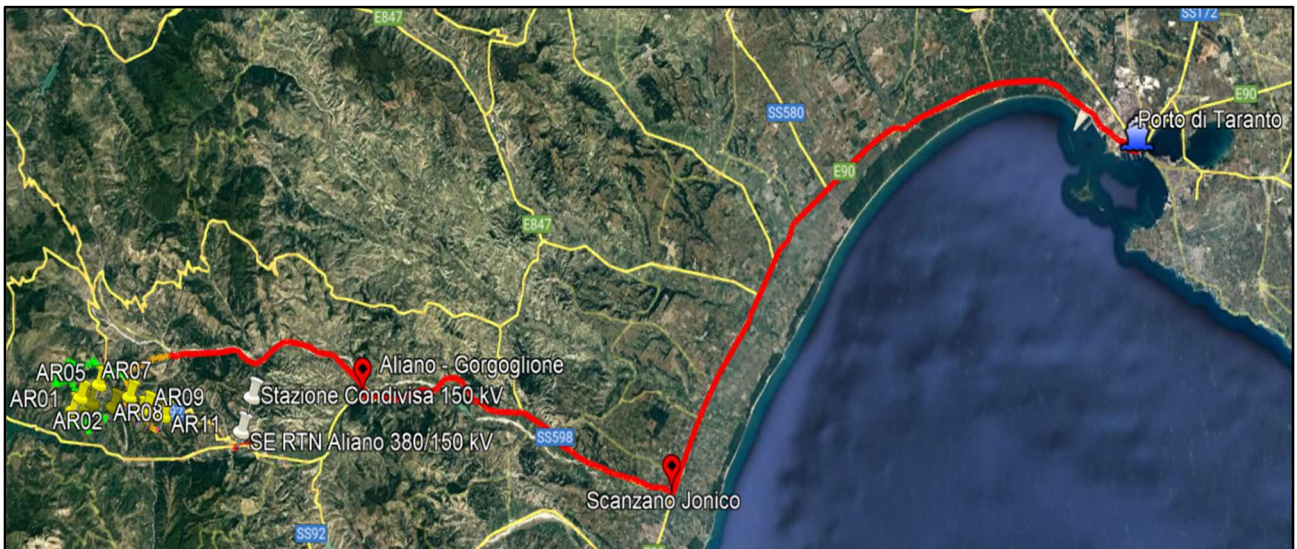 E847
SS172
E90
SS580
Porto di Taranto
E90
E847
Aliano - Gorgoglione
AR05
AR07
Stazione Condivisa 150 kV
AR01
AR09
AR08
AR02
AR11
SE RTN Aliano 380/150 kV
SS598
Scanzano Jonico
SS92